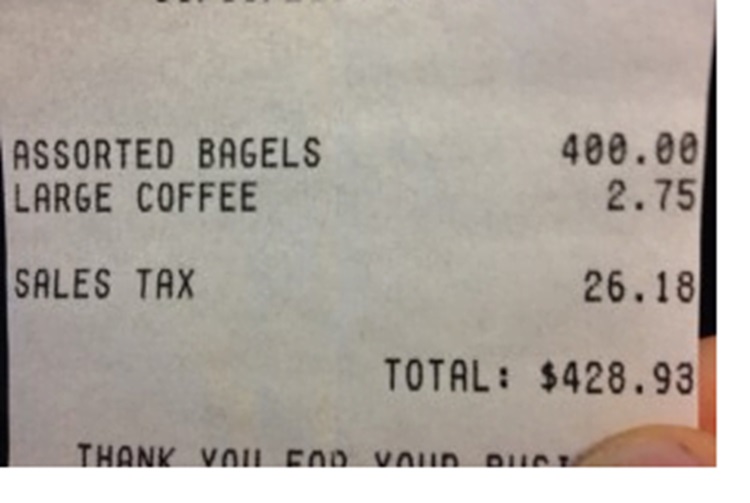 ASSORTED BAGELS 400.00
LARGE COFFEE 2.75
SALES TAX 26.18
TOTAL: $428.93
THANK YOU FOR YOUR